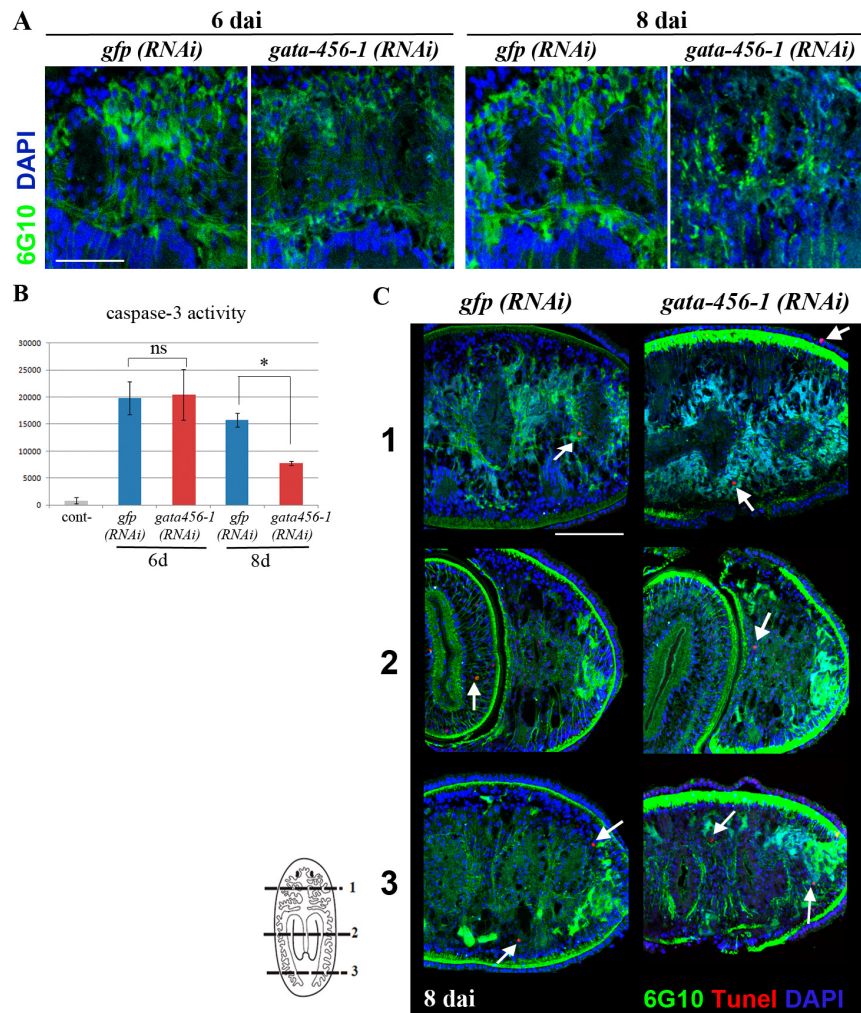 A
6 dai
8 dai
gfp (RNAi)
gata-456-1 (RNAi)
gfp (RNAi)
gata-456-1 (RNAi)
6G10 DAPI
B
caspase-3 activity
30000
25000
20000
15000
10000
5000
0
ns
*
cont-
gfp (RNAi)
gata456-1 (RNAi)
gfp (RNAi)
gata456-1 (RNAi)
6d
8d
1
2
3
C
gfp (RNAi)
gata-456-1 (RNAi)
1
2
3
8 dai
6G10 Tunel DAPI